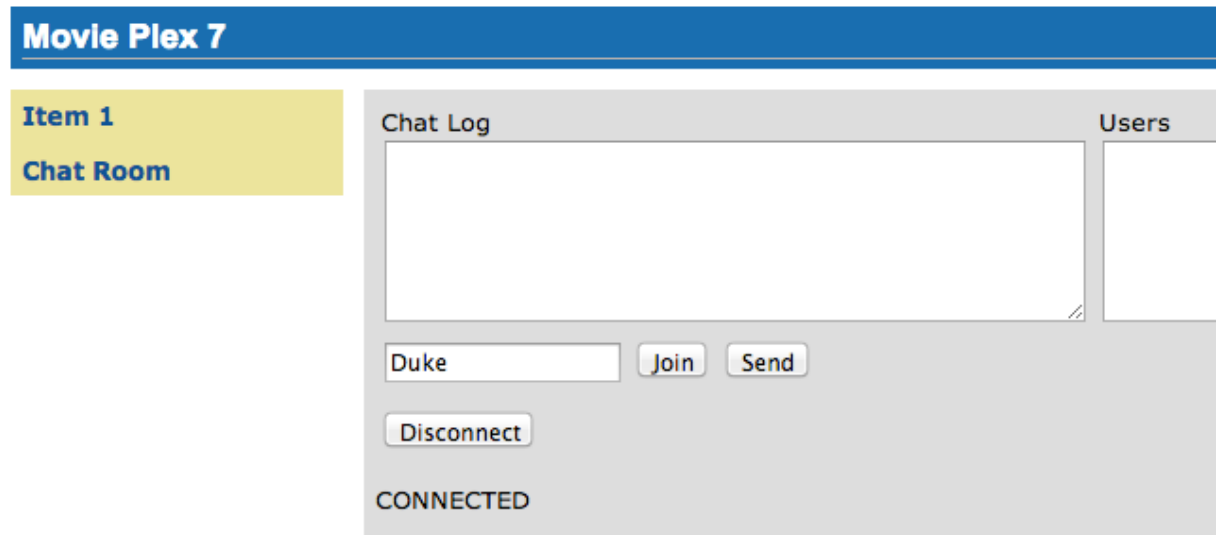 Movie Plex 7
Item 1
Chat Room
Chat Log
Users
Duke
Join
Send
Disconnect
CONNECTED